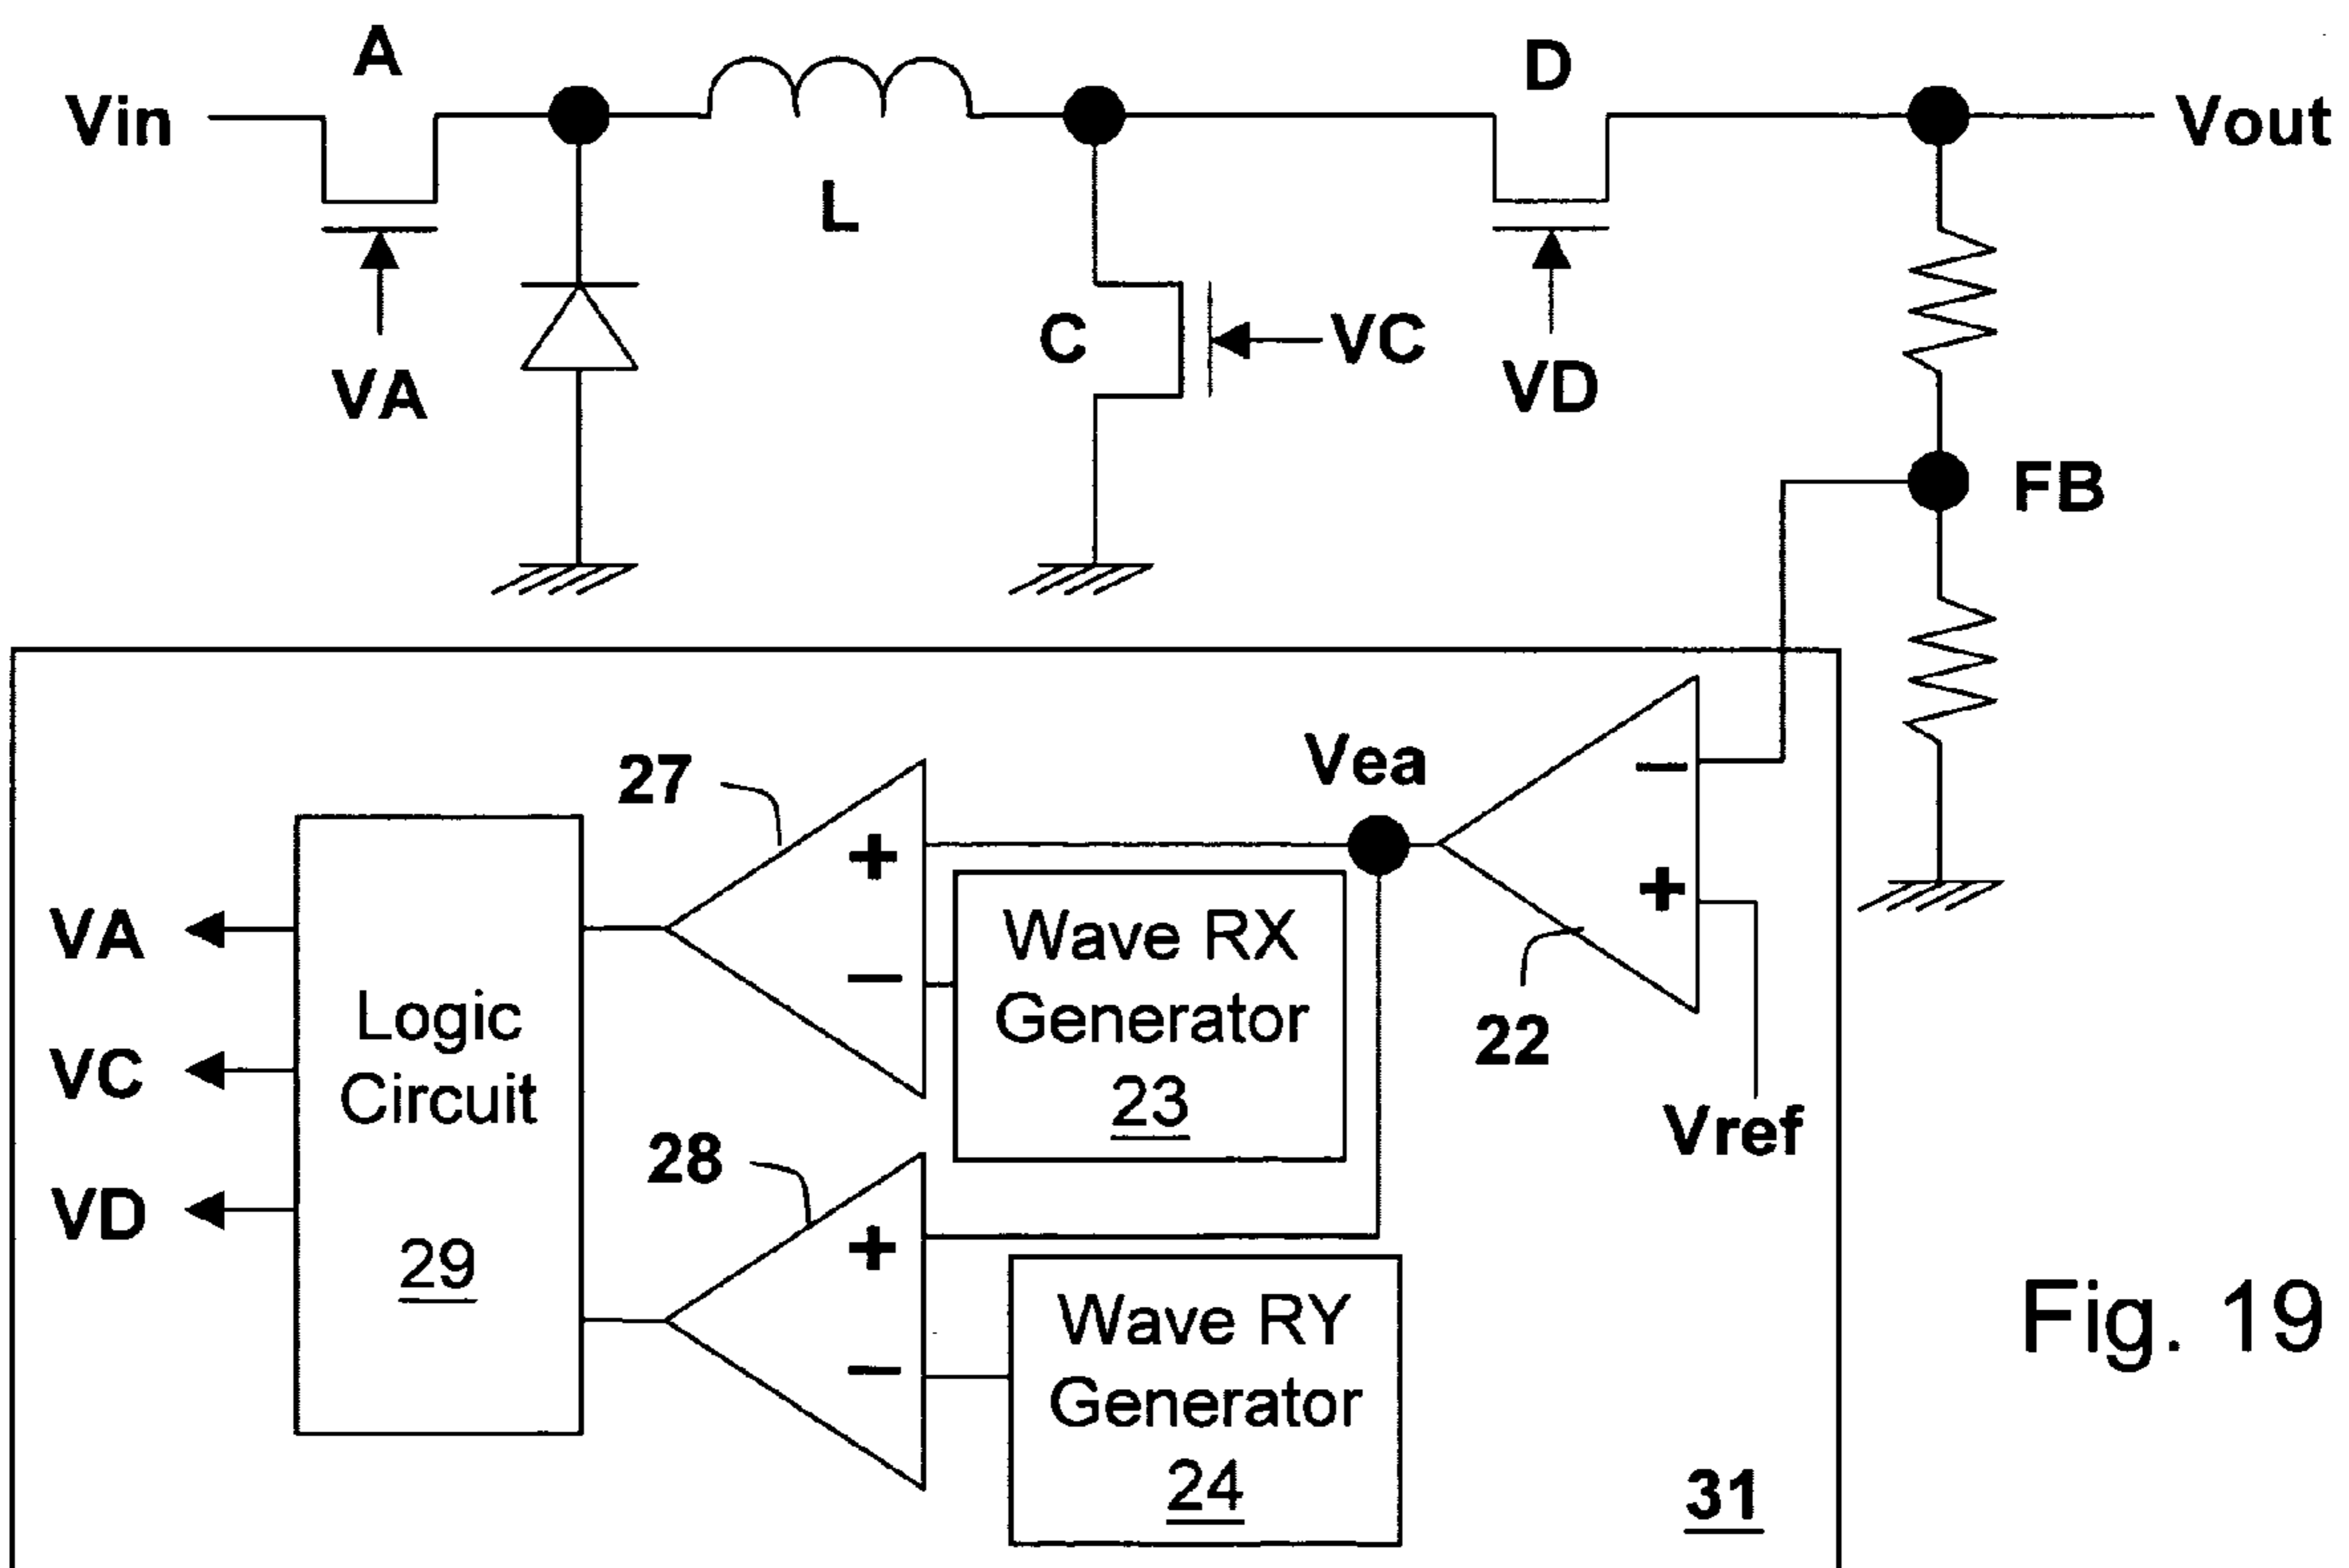 A
D
Vin
Vout
L
C
VC
VA
VD
FB
27
Vea
+
−
−
+
Wave RX
Generator
23
22
Vref
VA
VC
VD
Logic
Circuit
29
28
+
−
Wave RY
Generator
24
31
Fig. 19